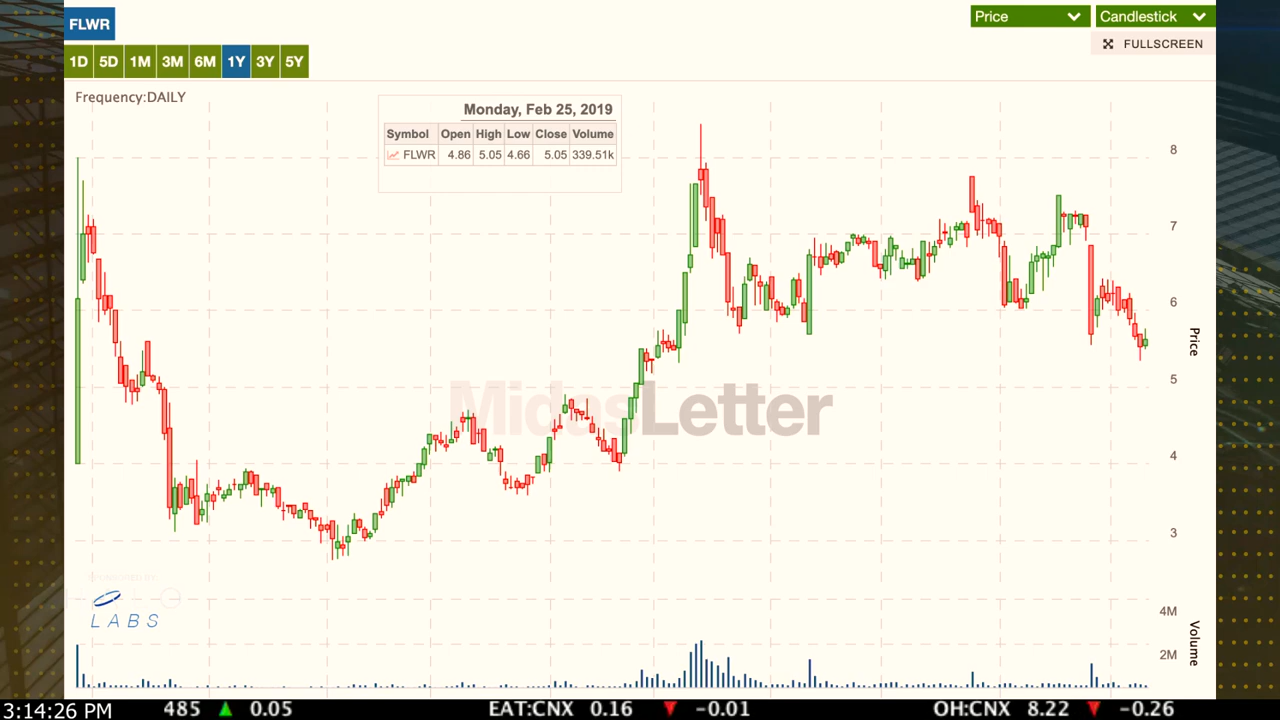 FLWR
Price
Candlestick
FULLSCREEN
1D 5D 1M 3M 6M 1Y 3Y 5Y
Frequency:DAILY
Monday, Feb 25, 2019
Symbol Open High Low Close Volume
FLWR 4.86 5.05 4.66 5.05 339.51k
8
7
6
5
4
3
Price
MidasLetter
4M
2M
Volume
LABS
3:14:26 PM 485 0.05 EAT:CNX 0.16 -0.01 OH:CNX 8.22 -0.26